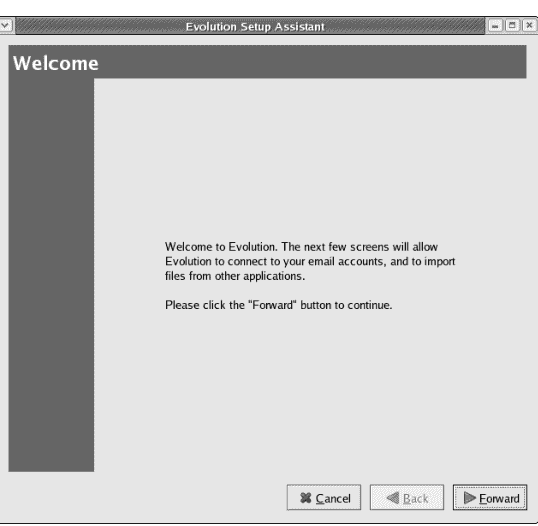 Evolution Setup Assistant
Welcome
Welcome to Evolution. The next few screens will allow
Evolution to connect to your email accounts, and to import
files from other applications.
Please click the "Forward" button to continue.
Cancel
Back
Forward